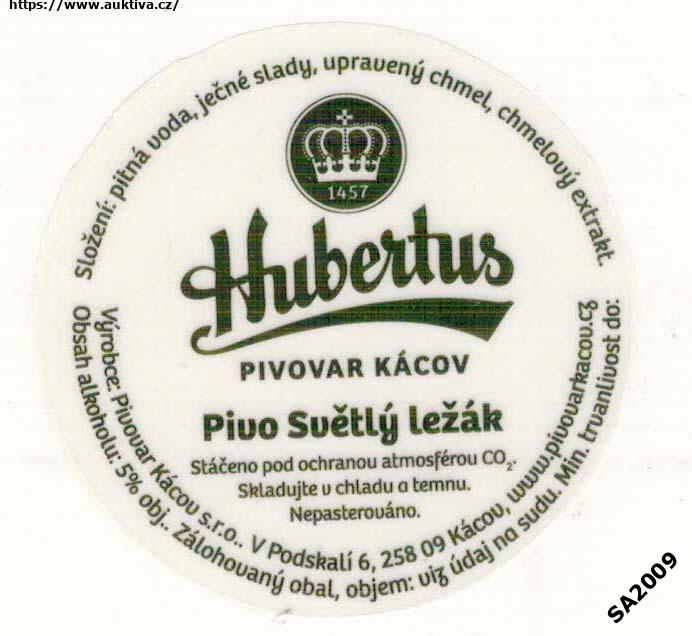 https://www.auktiva.cz/
Složení: pitná voda, ječné slady, upravený chmel, chmelový extrakt.
1457
Hubertus
PIVOVAR KÁCOV
Pivo Světlý ležák
Stáčeno pod ochranou atmosférou CO₂.
Skladujte v chladu a temnu.
Nepasterováno.
Výrobce: Pivovar Kácov s.r.o.. V Podskalí 6, 258 09 Kácov, www.pivovarkacov.cz
Obsah alkoholu: 5% obj.. Zálohovaný obal, objem: viz údaj na sudu. Min. trvanlivost do:
SA2009